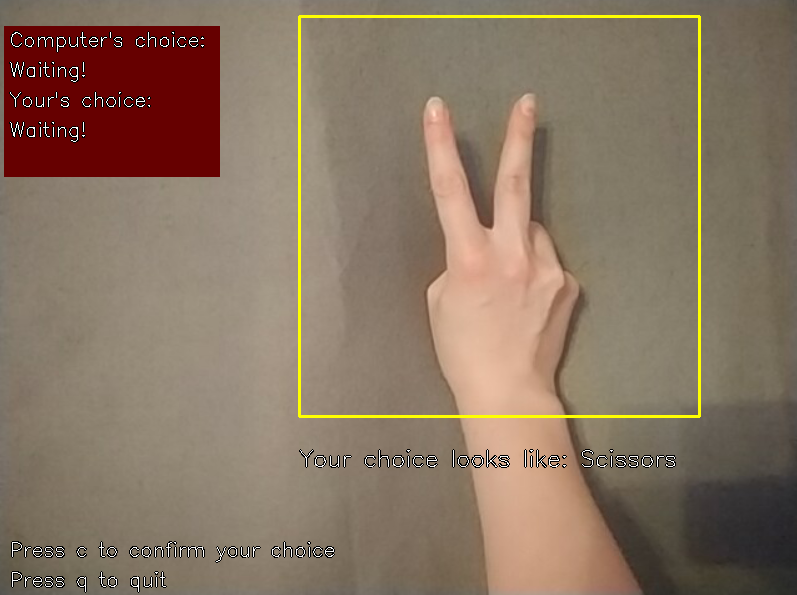 Computer's choice:
Waiting!
Your's choice:
Waiting!
Your choice looks like: Scissors
Press c to confirm your choice
Press q to quit